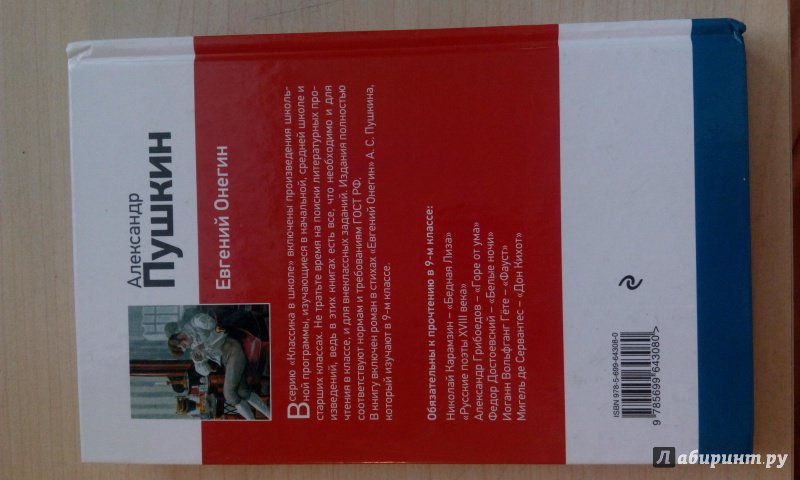 Александр
Пушкин
Евгений Онегин
В серию «Классика в школе» включены произведения школь-
ной программы, изучающиеся в начальной, средней школе и
старших классах. Не тратьте время на поиски литературных про-
изведений, ведь в этих книгах есть все, что необходимо и для
чтения в классе, и для внеклассных заданий. Издания полностью
соответствуют нормам и требованиям ГОСТ РФ.
В книгу включен роман в стихах «Евгений Онегин» А. С. Пушкина,
который изучают в 9-м классе.
Обязательны к прочтению в 9-м классе:
Николай Карамзин – «Бедная Лиза»
«Русские поэты XVIII века»
Александр Грибоедов – «Горе от ума»
Федор Достоевский – «Белые ночи»
Иоганн Вольфганг Гёте – «Фауст»
Мигель де Сервантес – «Дон Кихот»
ISBN 978-5-699-64308-0
9 785699 643080 >
Лабиринт.ру